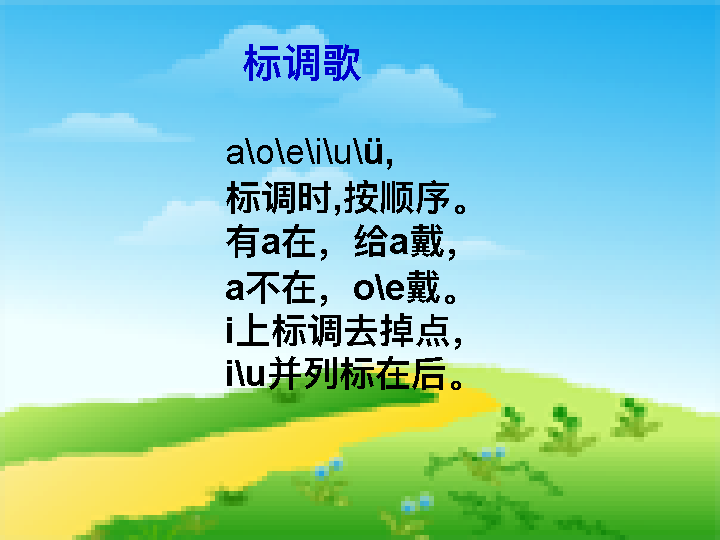 标调歌
a\o\e\i\u\ü,
标调时,按顺序。
有a在，给a戴，
a不在，o\e戴。
i上标调去掉点，
i\u并列标在后。